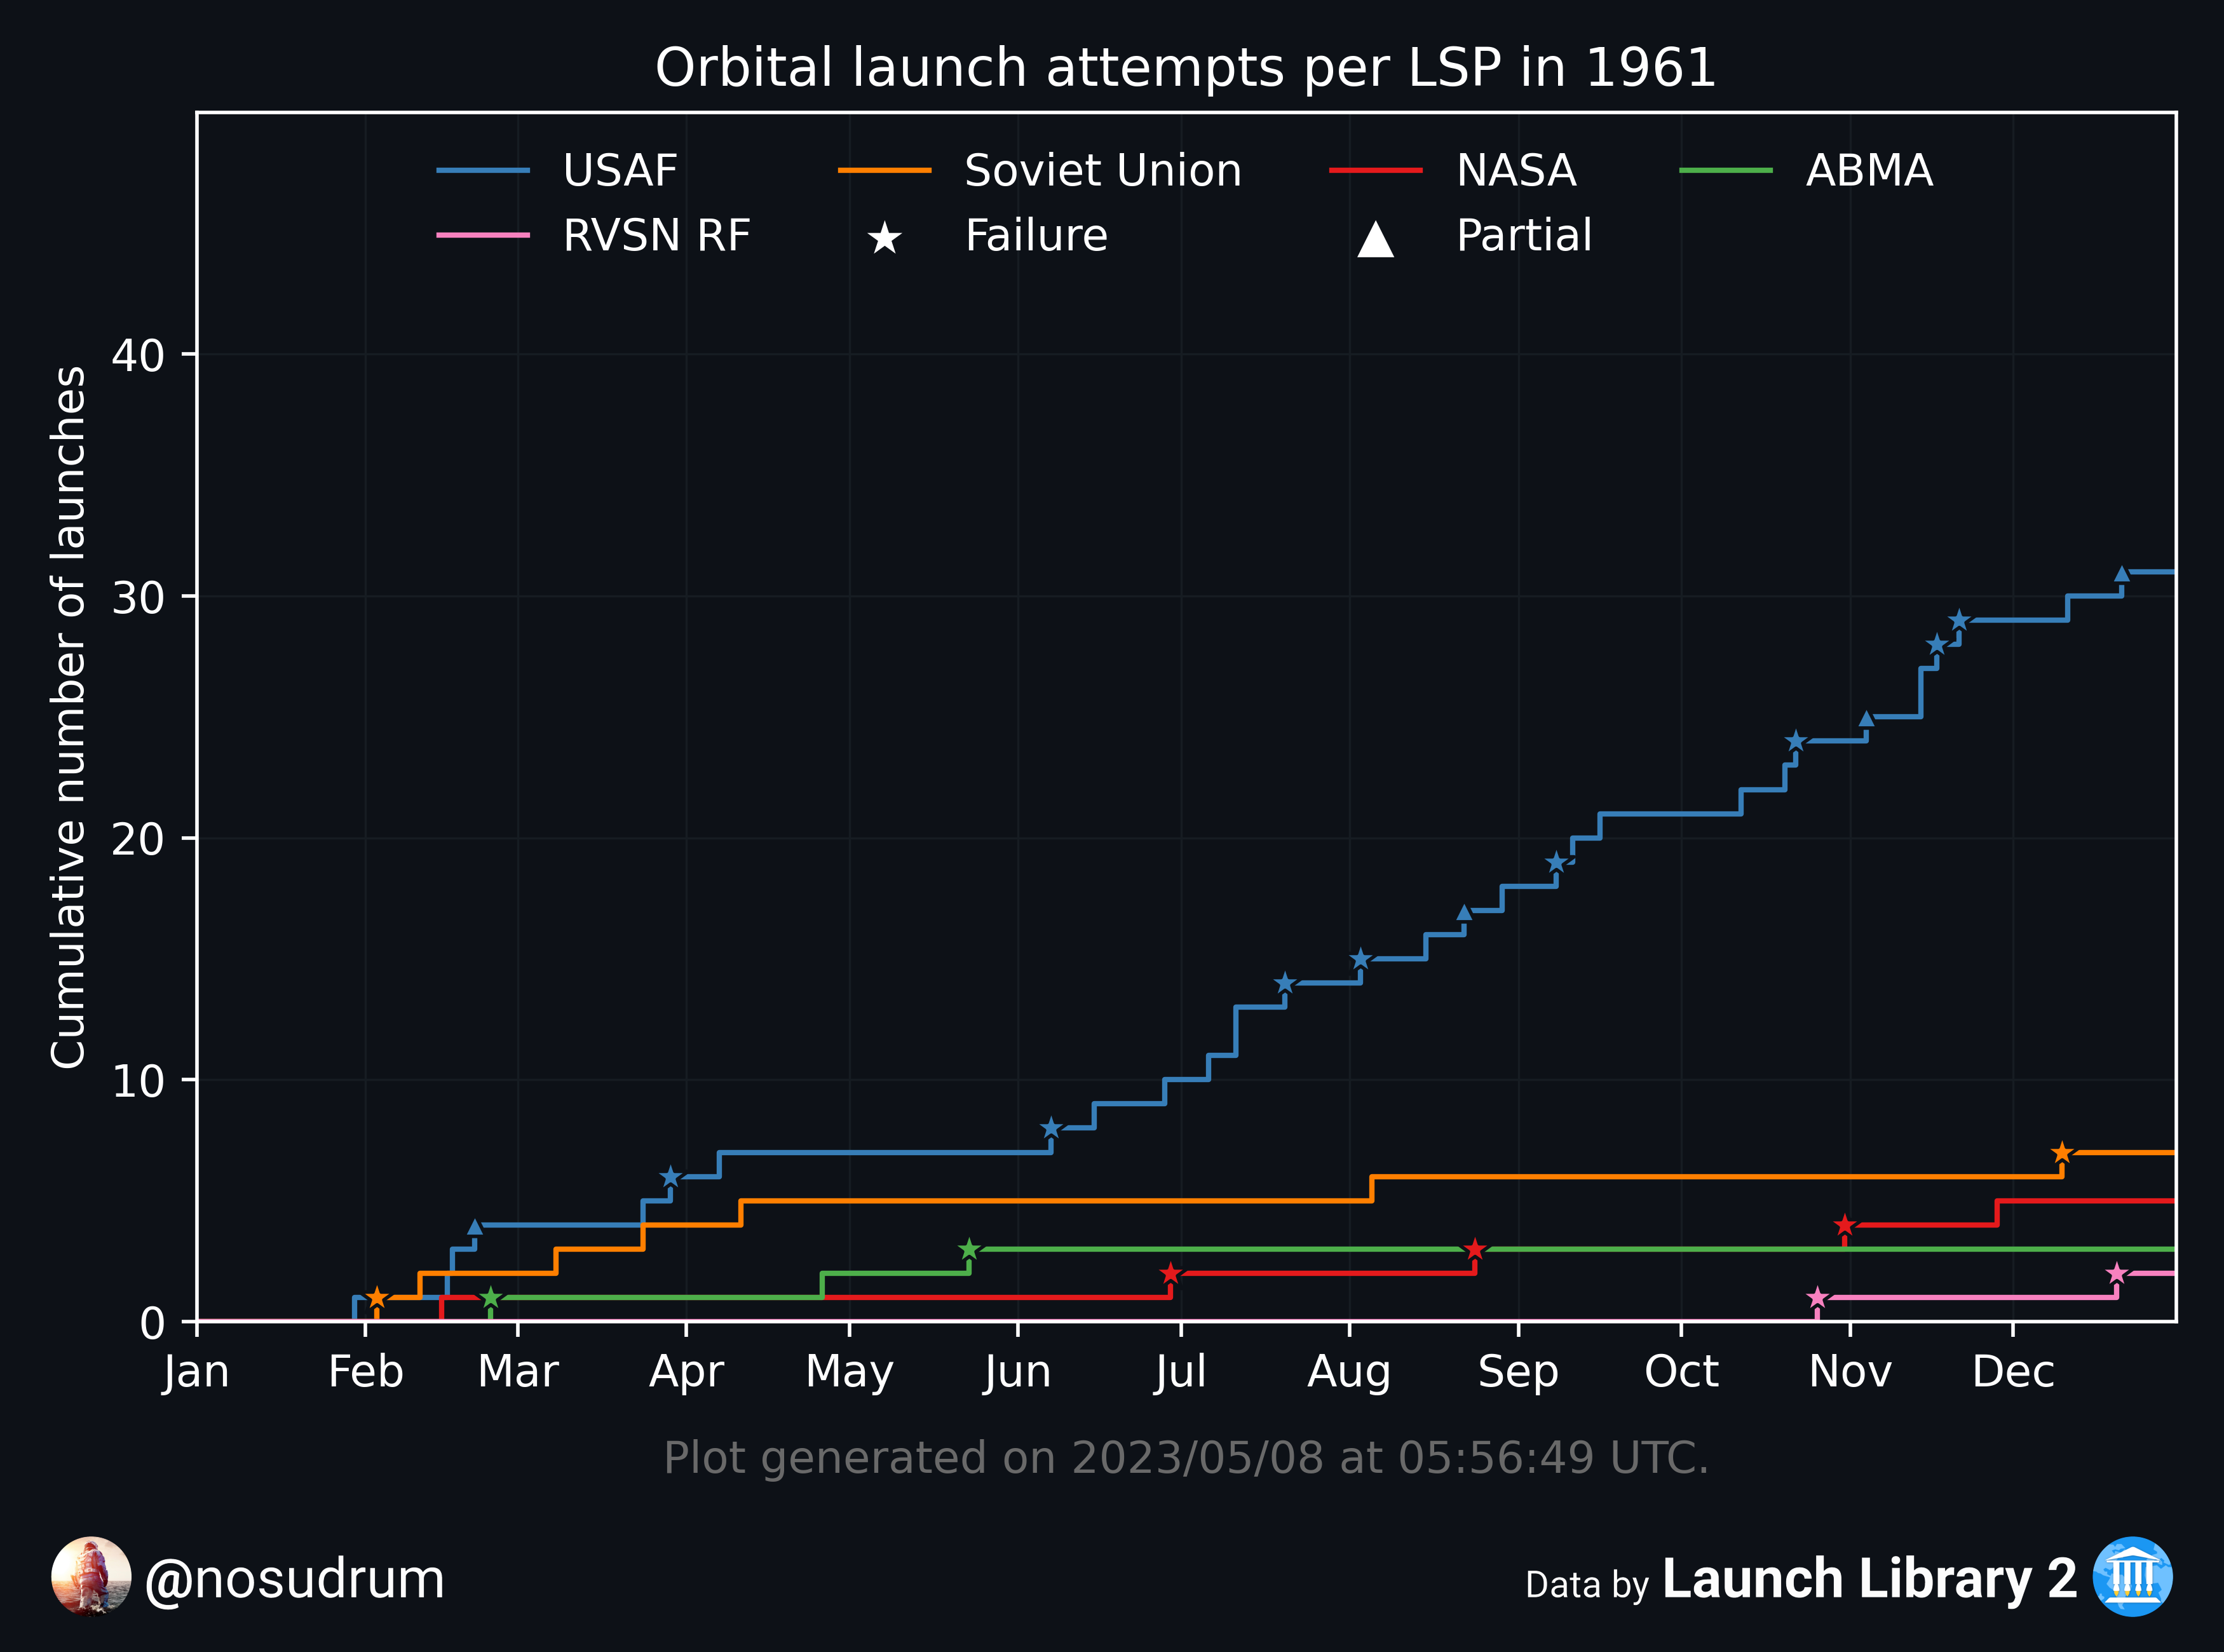 Orbital launch attempts per LSP in 1961
USAF Soviet Union NASA ABMA
RVSN RF Failure Partial
Cumulative number of launches
40
30
20
10
0
Jan Feb Mar Apr May Jun Jul Aug Sep Oct Nov Dec
Plot generated on 2023/05/08 at 05:56:49 UTC.
@nosudrum
Data by Launch Library 2